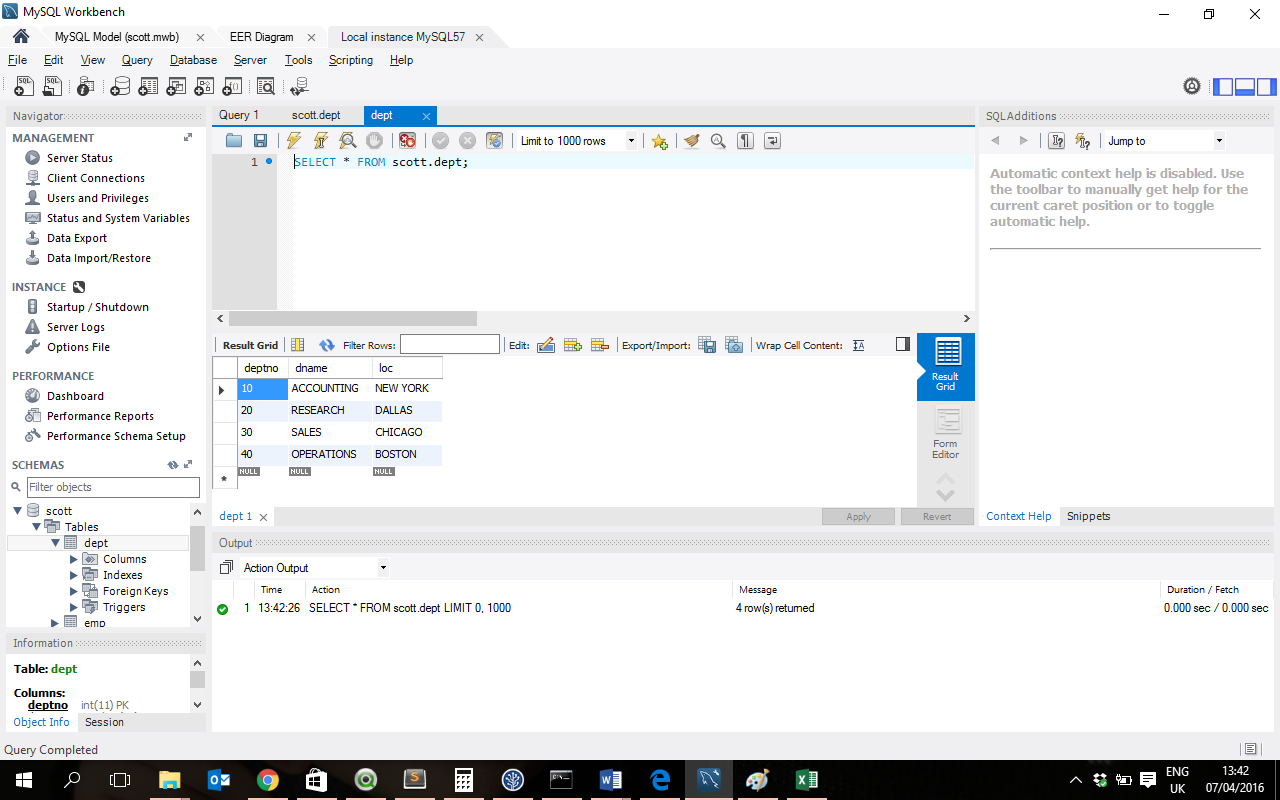 MySQL Workbench
MySQL Model (scott.mwb)
EER Diagram
Local instance MySQL57
File Edit View Query Database Server Tools Scripting Help
Navigator
MANAGEMENT
Server Status
Client Connections
Users and Privileges
Status and System Variables
Data Export
Data Import/Restore
INSTANCE
Startup / Shutdown
Server Logs
Options File
PERFORMANCE
Dashboard
Performance Reports
Performance Schema Setup
SCHEMAS
Filter objects
scott
Tables
dept
Columns
Indexes
Foreign Keys
Triggers
emp
Information
Table: dept
Columns:
deptno int(11) PK
Object Info Session
Query 1 scott.dept dept
Limit to 1000 rows
1 SELECT * FROM scott.dept;
Result Grid Filter Rows: Edit: Export/Import: Wrap Cell Content:
deptno dname loc
10 ACCOUNTING NEW YORK
20 RESEARCH DALLAS
30 SALES CHICAGO
40 OPERATIONS BOSTON
NULL NULL NULL
Result
Grid
Form
Editor
dept 1
Apply Revert
SQLAdditions
Jump to
Automatic context help is disabled. Use
the toolbar to manually get help for the
current caret position or to toggle
automatic help.
Context Help Snippets
Output
Action Output
Time Action Message Duration / Fetch
1 13:42:26 SELECT * FROM scott.dept LIMIT 0, 1000 4 row(s) returned 0.000 sec / 0.000 sec
Query Completed
ENG
UK
13:42
07/04/2016